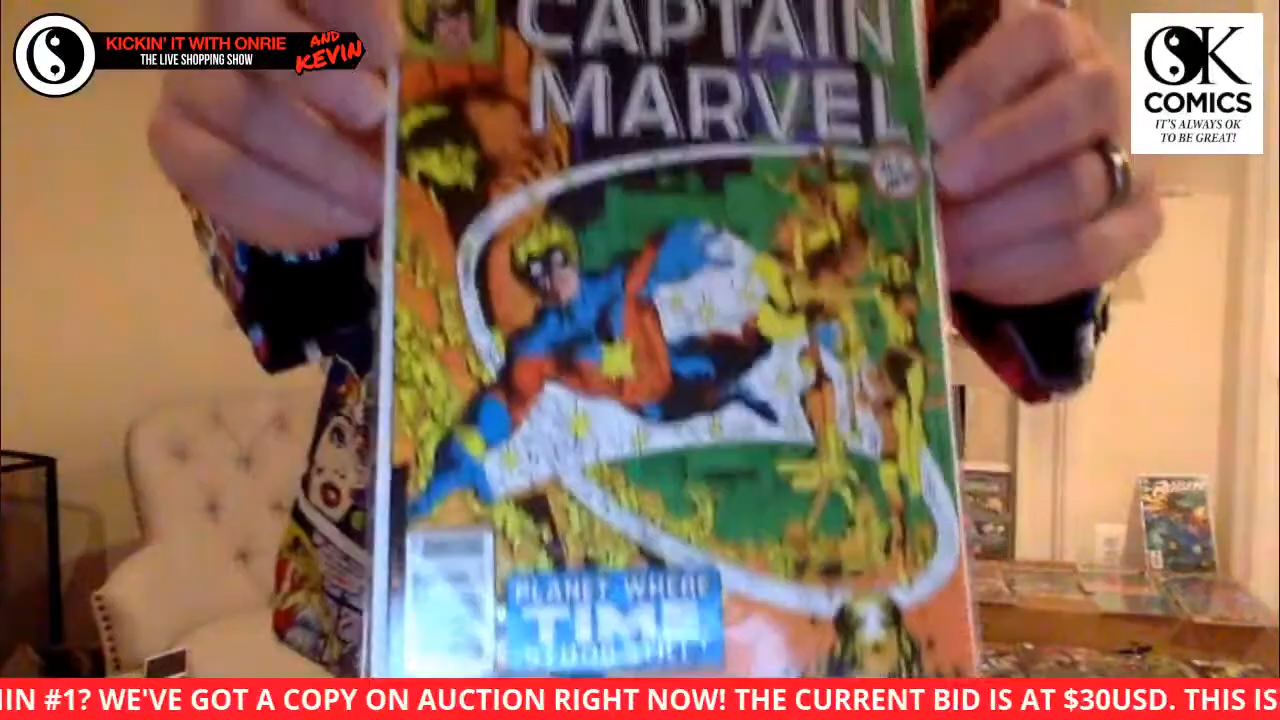 KICKIN' IT WITH ONRIE
AND
KEVIN
THE LIVE SHOPPING SHOW
OK
COMICS
IT'S ALWAYS OK
TO BE GREAT!
CAPTAIN
MARVEL
PLANET WHERE
TIME
STOOD STILL!
IN #1? WE'VE GOT A COPY ON AUCTION RIGHT NOW! THE CURRENT BID IS AT $30USD. THIS IS